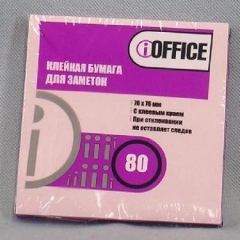 iOFFICE
КЛЕЙКАЯ БУМАГА
ДЛЯ ЗАМЕТОК
76 x 76 мм
С клеевым краем
При отклеивании
не оставляет следов
80